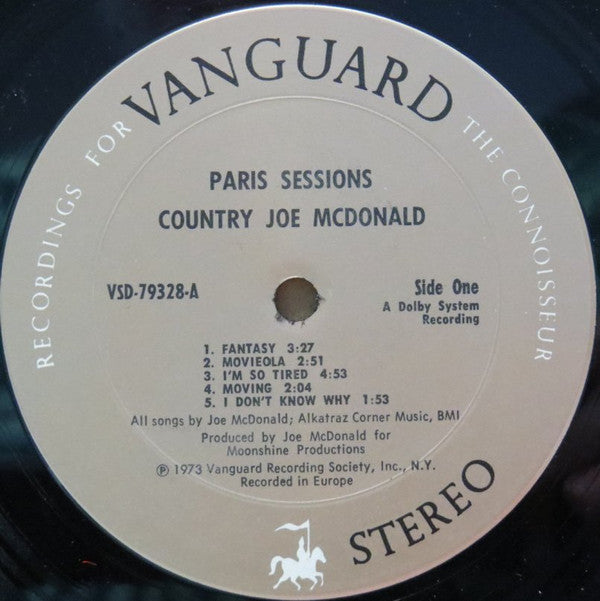 RECORDINGS FOR VANGUARD THE CONNOISSEUR
PARIS SESSIONS
COUNTRY JOE MCDONALD
VSD-79328-A
Side One
A Dolby System
Recording
1. FANTASY 3:27
2. MOVIEOLA 2:51
3. I'M SO TIRED 4:53
4. MOVING 2:04
5. I DON'T KNOW WHY 1:53
All songs by Joe McDonald; Alkatraz Corner Music, BMI
Produced by Joe McDonald for
Moonshine Productions
℗ 1973 Vanguard Recording Society, Inc., N.Y.
Recorded in Europe
STEREO